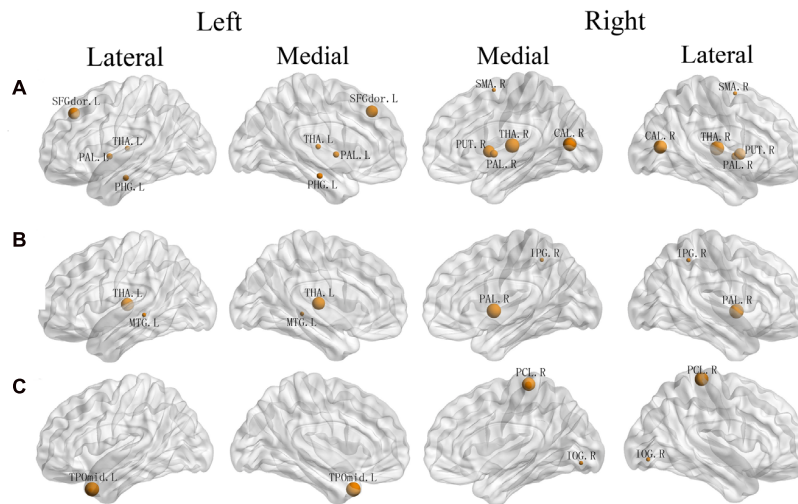 Left
Right
Lateral
Medial
Medial
Lateral
A
SFGdor.L
THA.L
PAL.L
PHG.L
SFGdor.L
THA.L
PAL.L
PHG.L
SMA.R
PUT.R
THA.R
CAL.R
PAL.R
SMA.R
CAL.R
THA.R
PUT.R
PAL.R
B
THA.L
MTG.L
THA.L
MTG.L
IPG.R
PAL.R
IPG.R
PAL.R
C
TPOmid.L
TPOmid.L
PCL.R
IOG.R
PCL.R
IOG.R